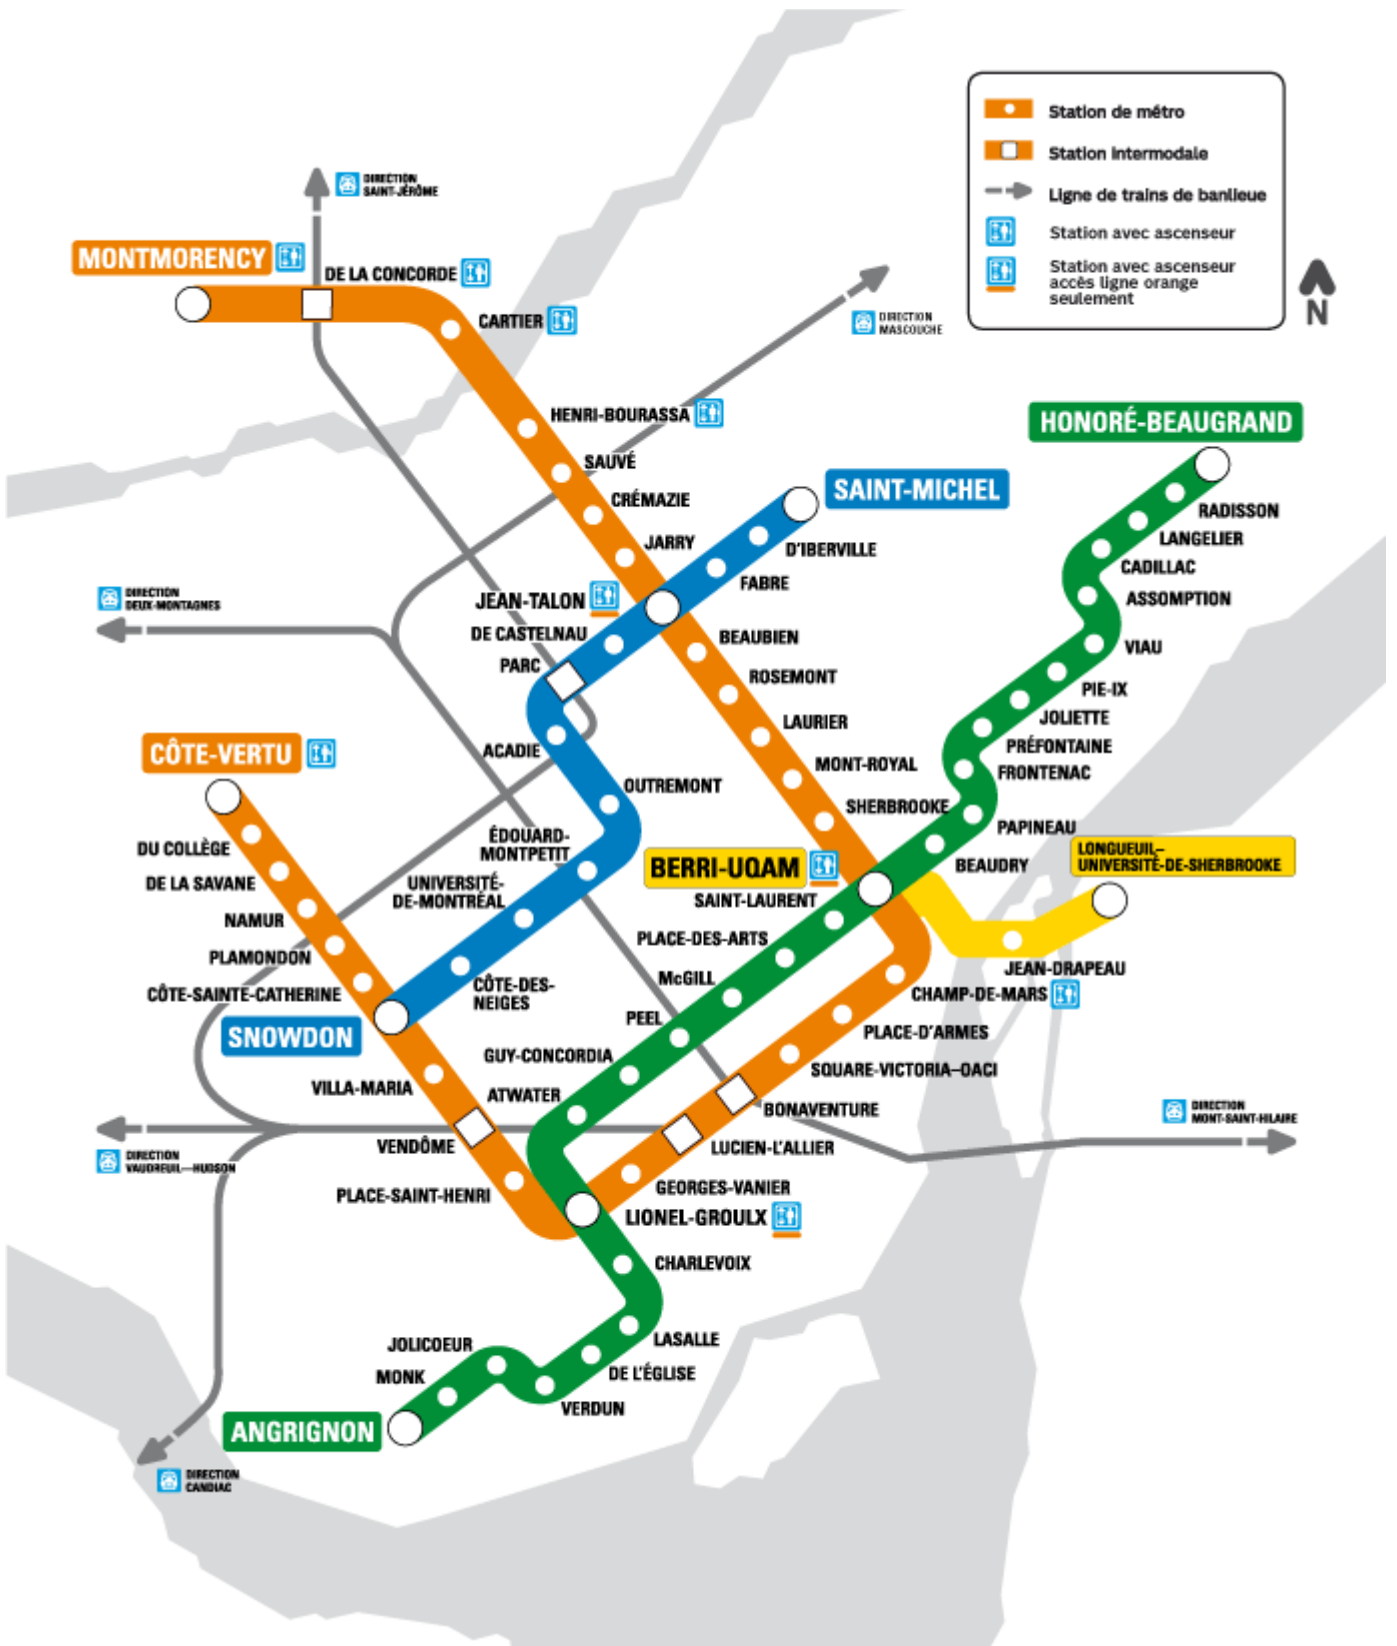 Station de métro
Station intermodale
Ligne de trains de banlieue
Station avec ascenseur
Station avec ascenseur
accès ligne orange
seulement
N
DIRECTION
SAINT-JÉRÔME
MONTMORENCY
DE LA CONCORDE
CARTIER
DIRECTION
MASCOUCHE
HENRI-BOURASSA
SAUVÉ
CRÉMAZIE
JARRY
HONORÉ-BEAUGRAND
SAINT-MICHEL
D'IBERVILLE
FABRE
RADISSON
LANGELIER
CADILLAC
ASSOMPTION
VIAU
PIE-IX
JOLIETTE
PRÉFONTAINE
FRONTENAC
PAPINEAU
BEAUDRY
DIRECTION
DEUX-MONTAGNES
JEAN-TALON
DE CASTELNAU
PARC
BEAUBIEN
ROSEMONT
LAURIER
MONT-ROYAL
SHERBROOKE
ACADIE
OUTREMONT
ÉDOUARD-
MONTPETIT
UNIVERSITÉ-
DE-MONTRÉAL
CÔTE-DES-
NEIGES
CÔTE-VERTU
DU COLLÈGE
DE LA SAVANE
NAMUR
PLAMONDON
CÔTE-SAINTE-CATHERINE
SNOWDON
BERRI-UQAM
LONGUEUIL–
UNIVERSITÉ-DE-SHERBROOKE
JEAN-DRAPEAU
SAINT-LAURENT
PLACE-DES-ARTS
McGILL
PEEL
GUY-CONCORDIA
ATWATER
CHAMP-DE-MARS
PLACE-D'ARMES
SQUARE-VICTORIA–OACI
BONAVENTURE
LUCIEN-L'ALLIER
GEORGES-VANIER
LIONEL-GROULX
VILLA-MARIA
VENDÔME
PLACE-SAINT-HENRI
DIRECTION
MONT-SAINT-HILAIRE
DIRECTION
VAUDREUIL—HUDSON
CHARLEVOIX
LASALLE
DE L'ÉGLISE
VERDUN
JOLICOEUR
MONK
ANGRIGNON
DIRECTION
CANDIAC